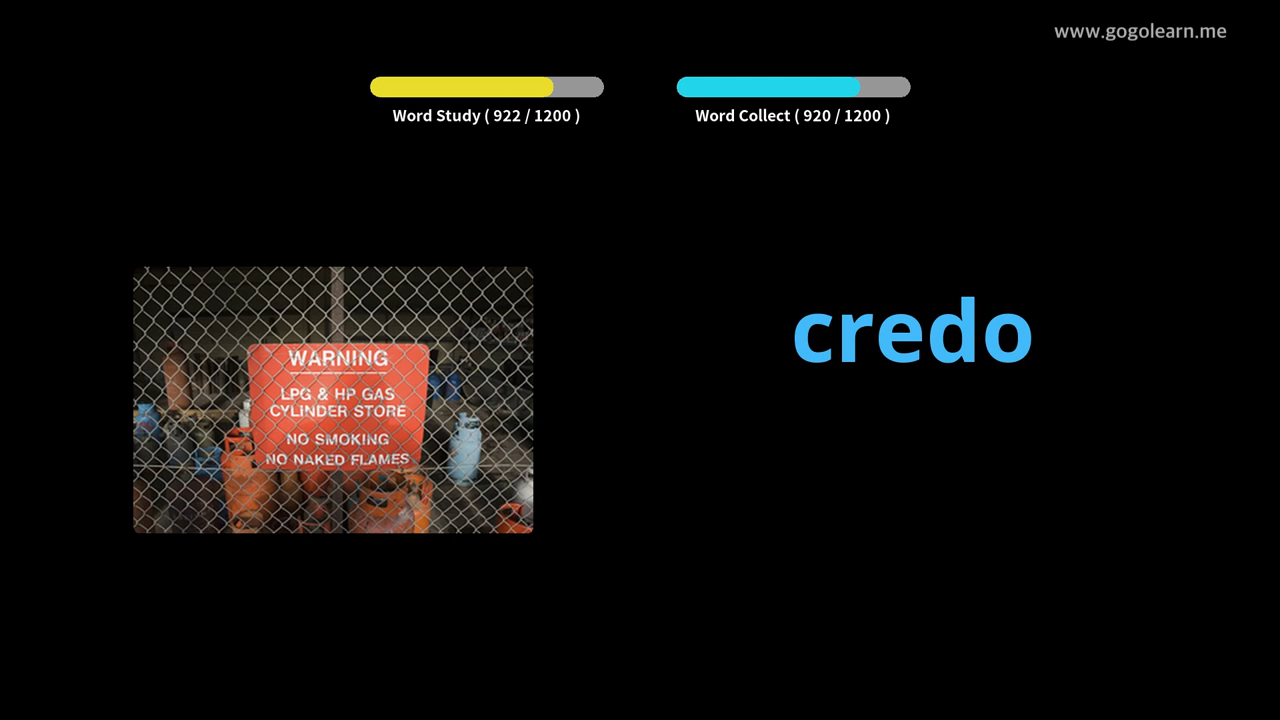 www.gogolearn.me
Word Study ( 922 / 1200 )
Word Collect ( 920 / 1200 )
credo
WARNING
LPG & HP GAS
CYLINDER STORE
NO SMOKING
NO NAKED FLAMES